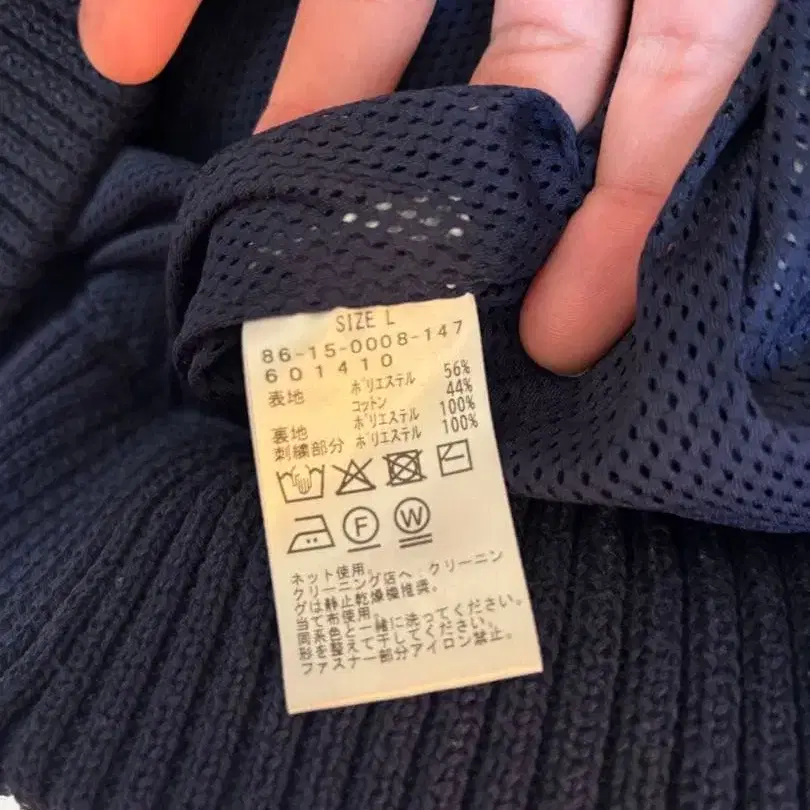 SIZE L
86-15-0008-147
601410
表地 ポリエステル 56%
コットン 44%
裏地 ポリエステル 100%
刺繍部分 ポリエステル 100%
F W
ネット使用。
クリーニング店へ。クリーニン
グは静止乾燥機推奨。
当て布使用。
同系色と一緒に洗ってください。
形を整えて干してください。
ファスナー部分アイロン禁止。